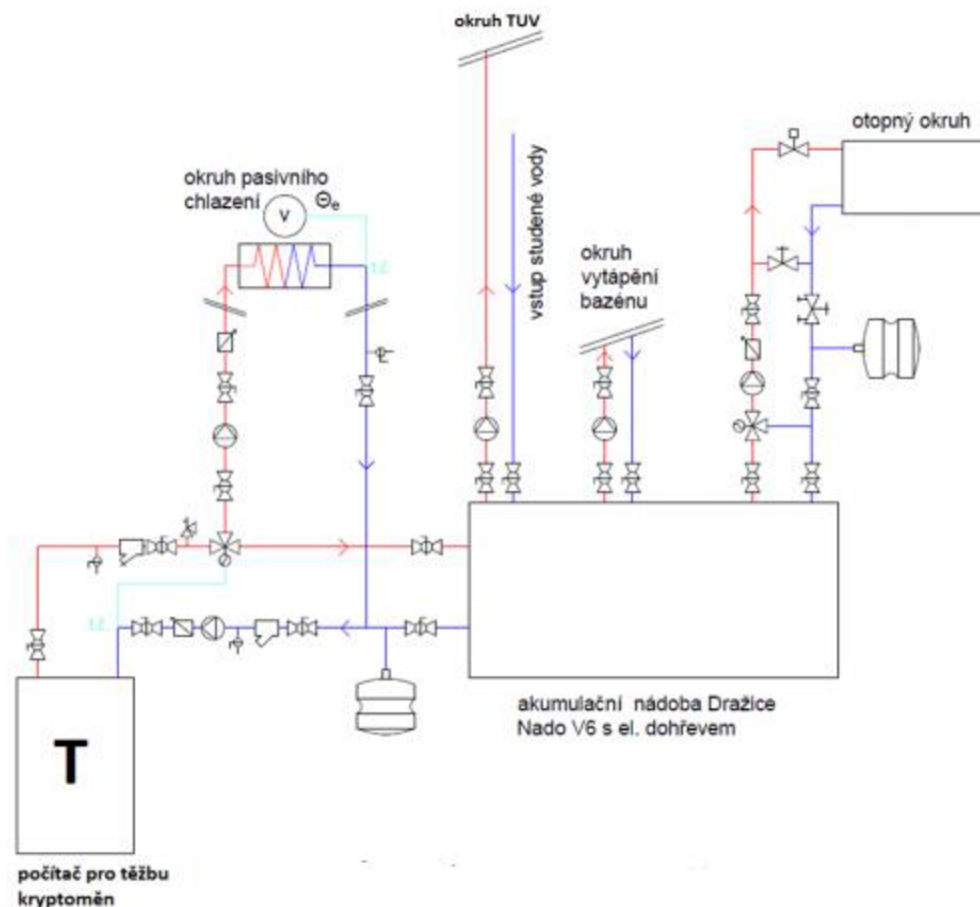 okruh TUV
otopný okruh
okruh pasivního
chlazení
Θe
V
vstup studené vody
okruh
vytápění
bazénu
t.č.
t.č.
akumulační nádoba Dražice
Nado V6 s el. dohřevem
T
počítač pro těžbu
kryptoměn